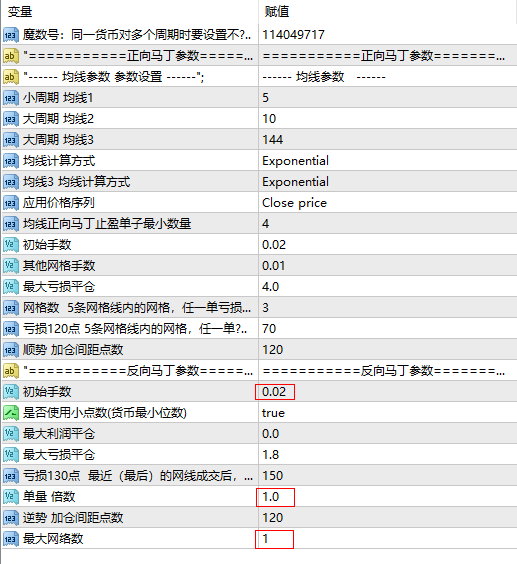 变量 赋值
魔数号：同一货币对多个周期时要设置不?.. 114049717
"===========正向马丁参数=====... ===========正向马丁参数=======...
"------ 均线参数 参数设置 ------"; ------ 均线参数 ------
小周期 均线1 5
大周期 均线2 10
大周期 均线3 144
均线计算方式 Exponential
均线3 均线计算方式 Exponential
应用价格序列 Close price
均线正向马丁止盈单子最小数量 4
初始手数 0.02
其他网格手数 0.01
最大亏损平仓 4.0
网格数 5条网格线内的网格，任一单亏损... 3
亏损120点 5条网格线内的网格，任一单?.. 70
顺势 加仓间距点数 120
"===========反向马丁参数=====... ===========反向马丁参数=======...
初始手数 0.02
是否使用小点数(货币最小位数) true
最大利润平仓 0.0
最大亏损平仓 1.8
亏损130点 最近（最后）的网线成交后，... 150
单量 倍数 1.0
逆势 加仓间距点数 120
最大网络数 1